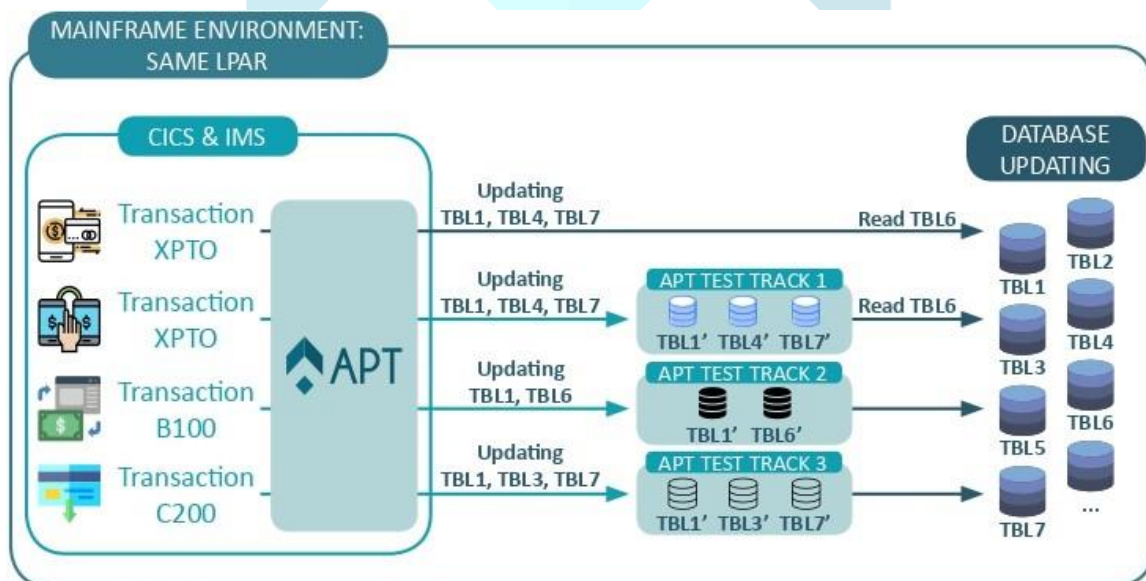 MAINFRAME ENVIRONMENT:
SAME LPAR
CICS & IMS
DATABASE
UPDATING
Transaction
XPTO
Updating
TBL1, TBL4, TBL7
Read TBL6
Transaction
XPTO
Updating
TBL1, TBL4, TBL7
APT TEST TRACK 1
TBL1’ TBL4’ TBL7’
Read TBL6
APT
Transaction
B100
Updating
TBL1, TBL6
APT TEST TRACK 2
TBL1’ TBL6’
Transaction
C200
Updating
TBL1, TBL3, TBL7
APT TEST TRACK 3
TBL1’ TBL3’ TBL7’
TBL1
TBL2
TBL3
TBL4
TBL5
TBL6
TBL7
...